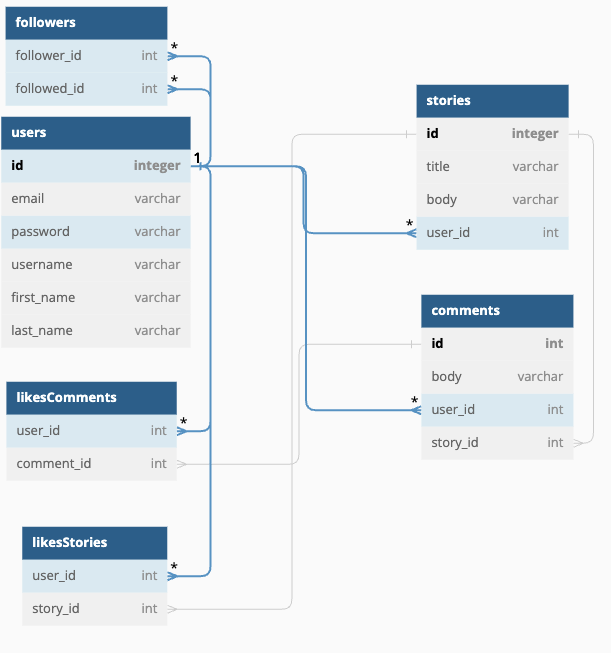 followers
follower_id int *
followed_id int *
users
id integer 1
email varchar
password varchar
username varchar
first_name varchar
last_name varchar
likesComments
user_id int *
comment_id int
likesStories
user_id int *
story_id int
stories
id integer
title varchar
body varchar
* user_id int
comments
id int
body varchar
* user_id int
story_id int